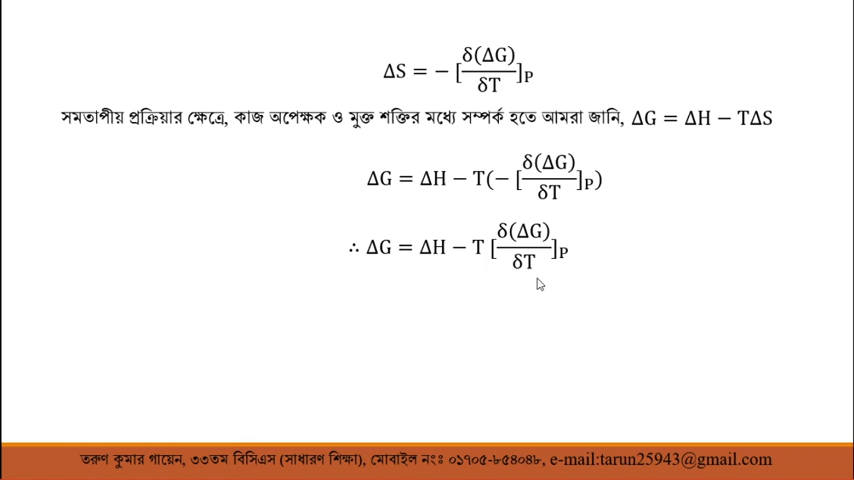 ΔS = − [δ(ΔG)/δT]P
সমতাপীয় প্রক্রিয়ার ক্ষেত্রে, কাজ অপেক্ষক ও মুক্ত শক্তির মধ্যে সম্পর্ক হতে আমরা জানি, ΔG = ΔH − TΔS
ΔG = ΔH − T(− [δ(ΔG)/δT]P)
∴ ΔG = ΔH − T [δ(ΔG)/δT]P
তরুণ কুমার গায়েন, ৩৩তম বিসিএস (সাধারণ শিক্ষা), মোবাইল নংঃ ০১৭০৫-৮৫৪০৪৮, e-mail:tarun25943@gmail.com